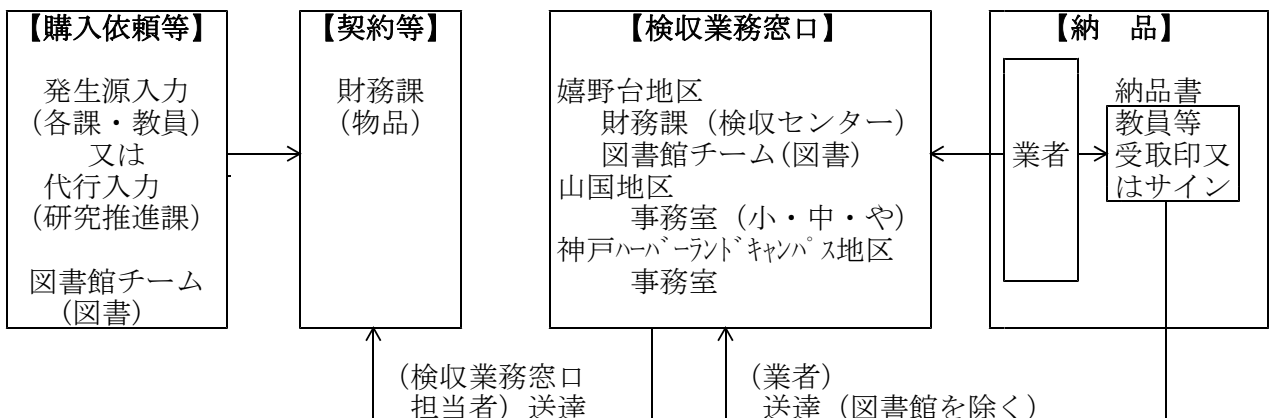 【購入依頼等】
発生源入力
(各課・教員)
又は
代行入力
(研究推進課)
図書館チーム
(図書)
【契約等】
財務課
(物品)
【検収業務窓口】
嬉野台地区
財務課(検収センター)
図書館チーム(図書)
山国地区
事務室(小・中・や)
神戸ﾊｰﾊﾞｰﾗﾝﾄﾞｷｬﾝﾊﾟｽ地区
事務室
【納　品】
業者
納品書
教員等
受取印又
はサイン
(検収業務窓口
担当者)送達
(業者)
送達(図書館を除く)